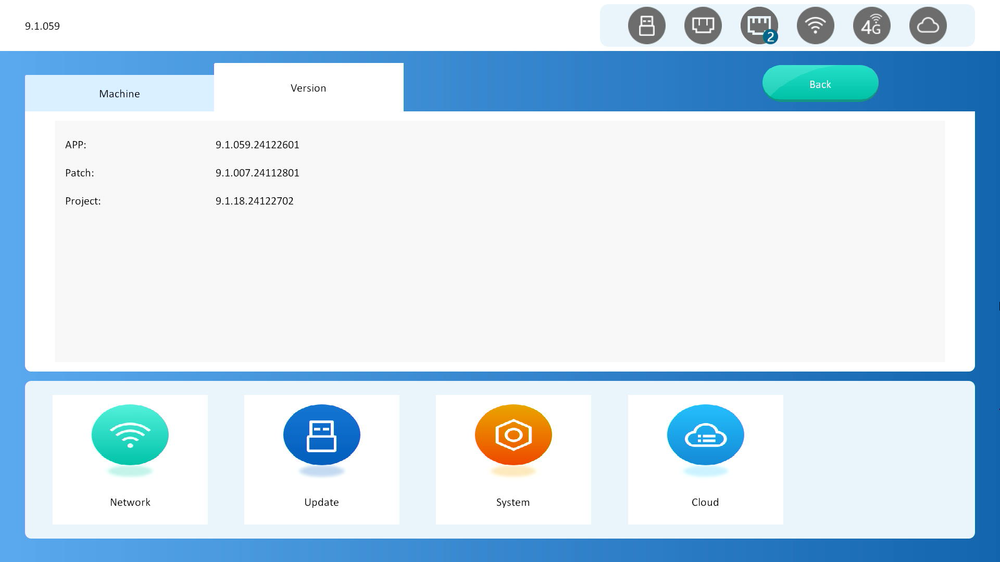 9.1.059
2
4G
Machine
Version
Back
APP: 9.1.059.24122601
Patch: 9.1.007.24112801
Project: 9.1.18.24122702
Network
Update
System
Cloud